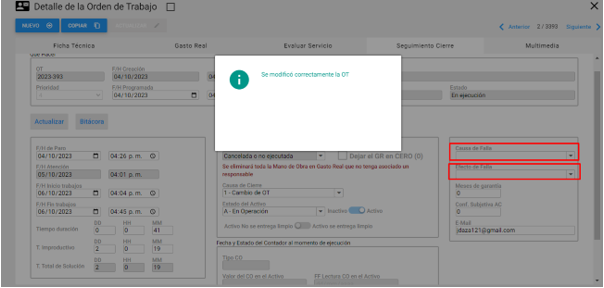 Detalle de la Orden de Trabajo
NUEVO COPIAR
Anterior 2 / 3393 Siguiente
Ficha Técnica Gasto Real Evaluar Servicio Seguimiento Cierre Multimedia
Se modificó correctamente la OT
OT F/H Creación Estado
2023-393 04/10/2023 En ejecución
Prioridad F/H Programada
04/10/2023
Actualizar Bitácora
F/H de Paro
04/10/2023 04:26 p. m.
F/H Atención
05/10/2023 04:01 p. m.
F/H Inicio trabajos
06/10/2023 04:04 p. m.
F/H Fin trabajos
06/10/2023 04:45 p. m.
DD HH MM
Tiempo duración 0 0 41
DD HH MM
T. Improductivo 2 0 19
DD HH MM
T. Total de Solución 2 0 19
Cancelada o no ejecutada Dejar el GR en CERO (0)
Se eliminará toda la Mano de Obra en Gasto Real que no tenga asociado un
responsable
Causa de Cierre
1 - Cambio de OT
Estado del Activo
A - En Operación Inactivo Activo
Activo No se entrega limpio Activo se entrega limpio
Fecha y Estado del Contador al momento de ejecución
Tipo CO
Valor del CO en el Activo FF Lectura CO en el Activo
Causa de Falla
Efecto de Falla
Meses de garantía
0
Conf. Subjetiva AC
0
E-Mail